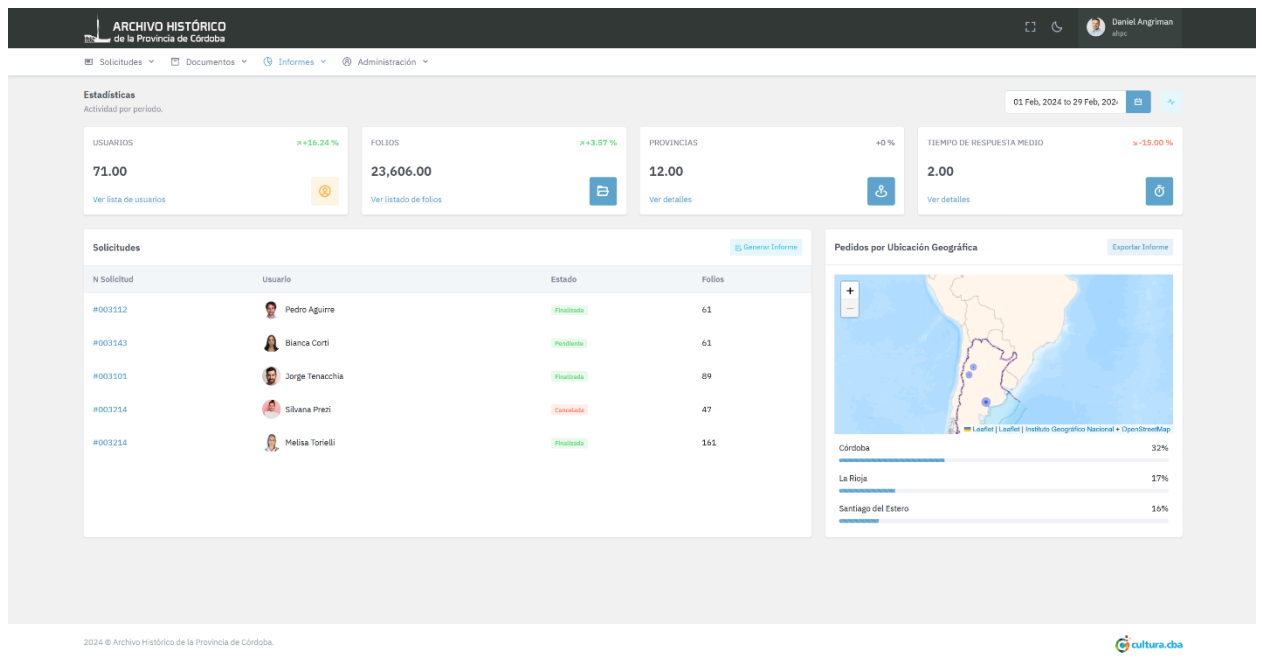 ARCHIVO HISTÓRICO
de la Provincia de Córdoba
Daniel Angriman
ahpc
Solicitudes
Documentos
Informes
Administración
Estadísticas
Actividad por período.
01 Feb, 2024 to 29 Feb, 202
USUARIOS
+16.24 %
71.00
Ver lista de usuarios
FOLIOS
+3.57 %
23,606.00
Ver listado de folios
PROVINCIAS
+0 %
12.00
Ver detalles
TIEMPO DE RESPUESTA MEDIO
-15.00 %
2.00
Ver detalles
Solicitudes
Generar Informe
N Solicitud Usuario Estado Folios
#003112 Pedro Aguirre Finalizada 61
#003143 Bianca Corti Pendiente 61
#003101 Jorge Tenacchia Finalizada 89
#003214 Silvana Prezi Cancelada 47
#003214 Melisa Torielli Finalizada 161
Pedidos por Ubicación Geográfica
Exportar Informe
+
−
Leaflet | Leaflet | Instituto Geográfico Nacional + OpenStreetMap
Córdoba 32%
La Rioja 17%
Santiago del Estero 16%
2024 © Archivo Histórico de la Provincia de Córdoba.
cultura.cba